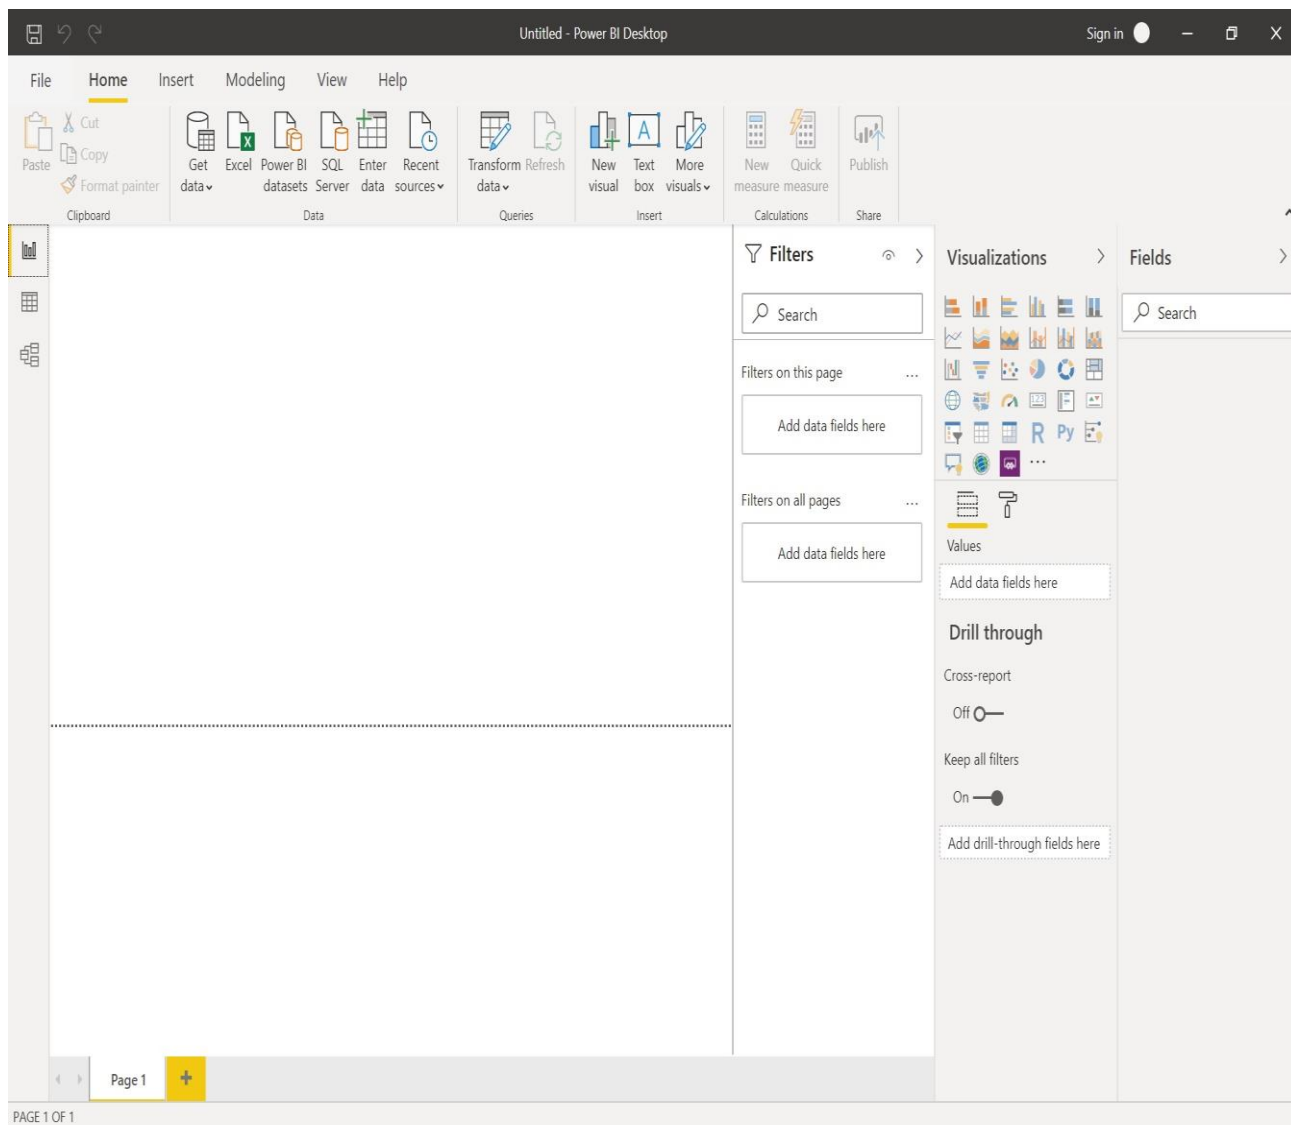 Untitled - Power BI Desktop
Sign in
File Home Insert Modeling View Help
Paste
Cut
Copy
Format painter
Clipboard
Get data
Excel
Power BI datasets
SQL Server
Enter data
Recent sources
Data
Transform data
Refresh
Queries
New visual
Text box
More visuals
Insert
New measure
Quick measure
Calculations
Publish
Share
Filters
Search
Filters on this page ...
Add data fields here
Filters on all pages ...
Add data fields here
Visualizations
123
R Py
...
Values
Add data fields here
Drill through
Cross-report
Off
Keep all filters
On
Add drill-through fields here
Fields
Search
Page 1 +
PAGE 1 OF 1